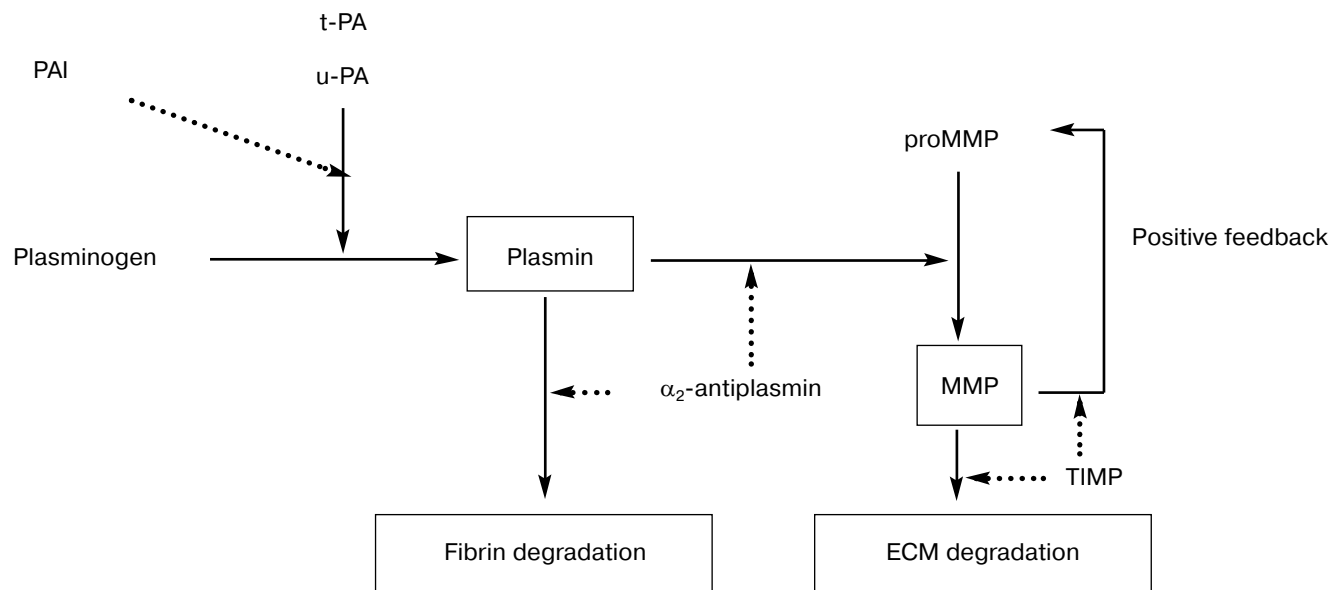 t-PA
PAI
u-PA
proMMP
Plasminogen
Plasmin
Positive feedback
α₂-antiplasmin
MMP
TIMP
Fibrin degradation
ECM degradation